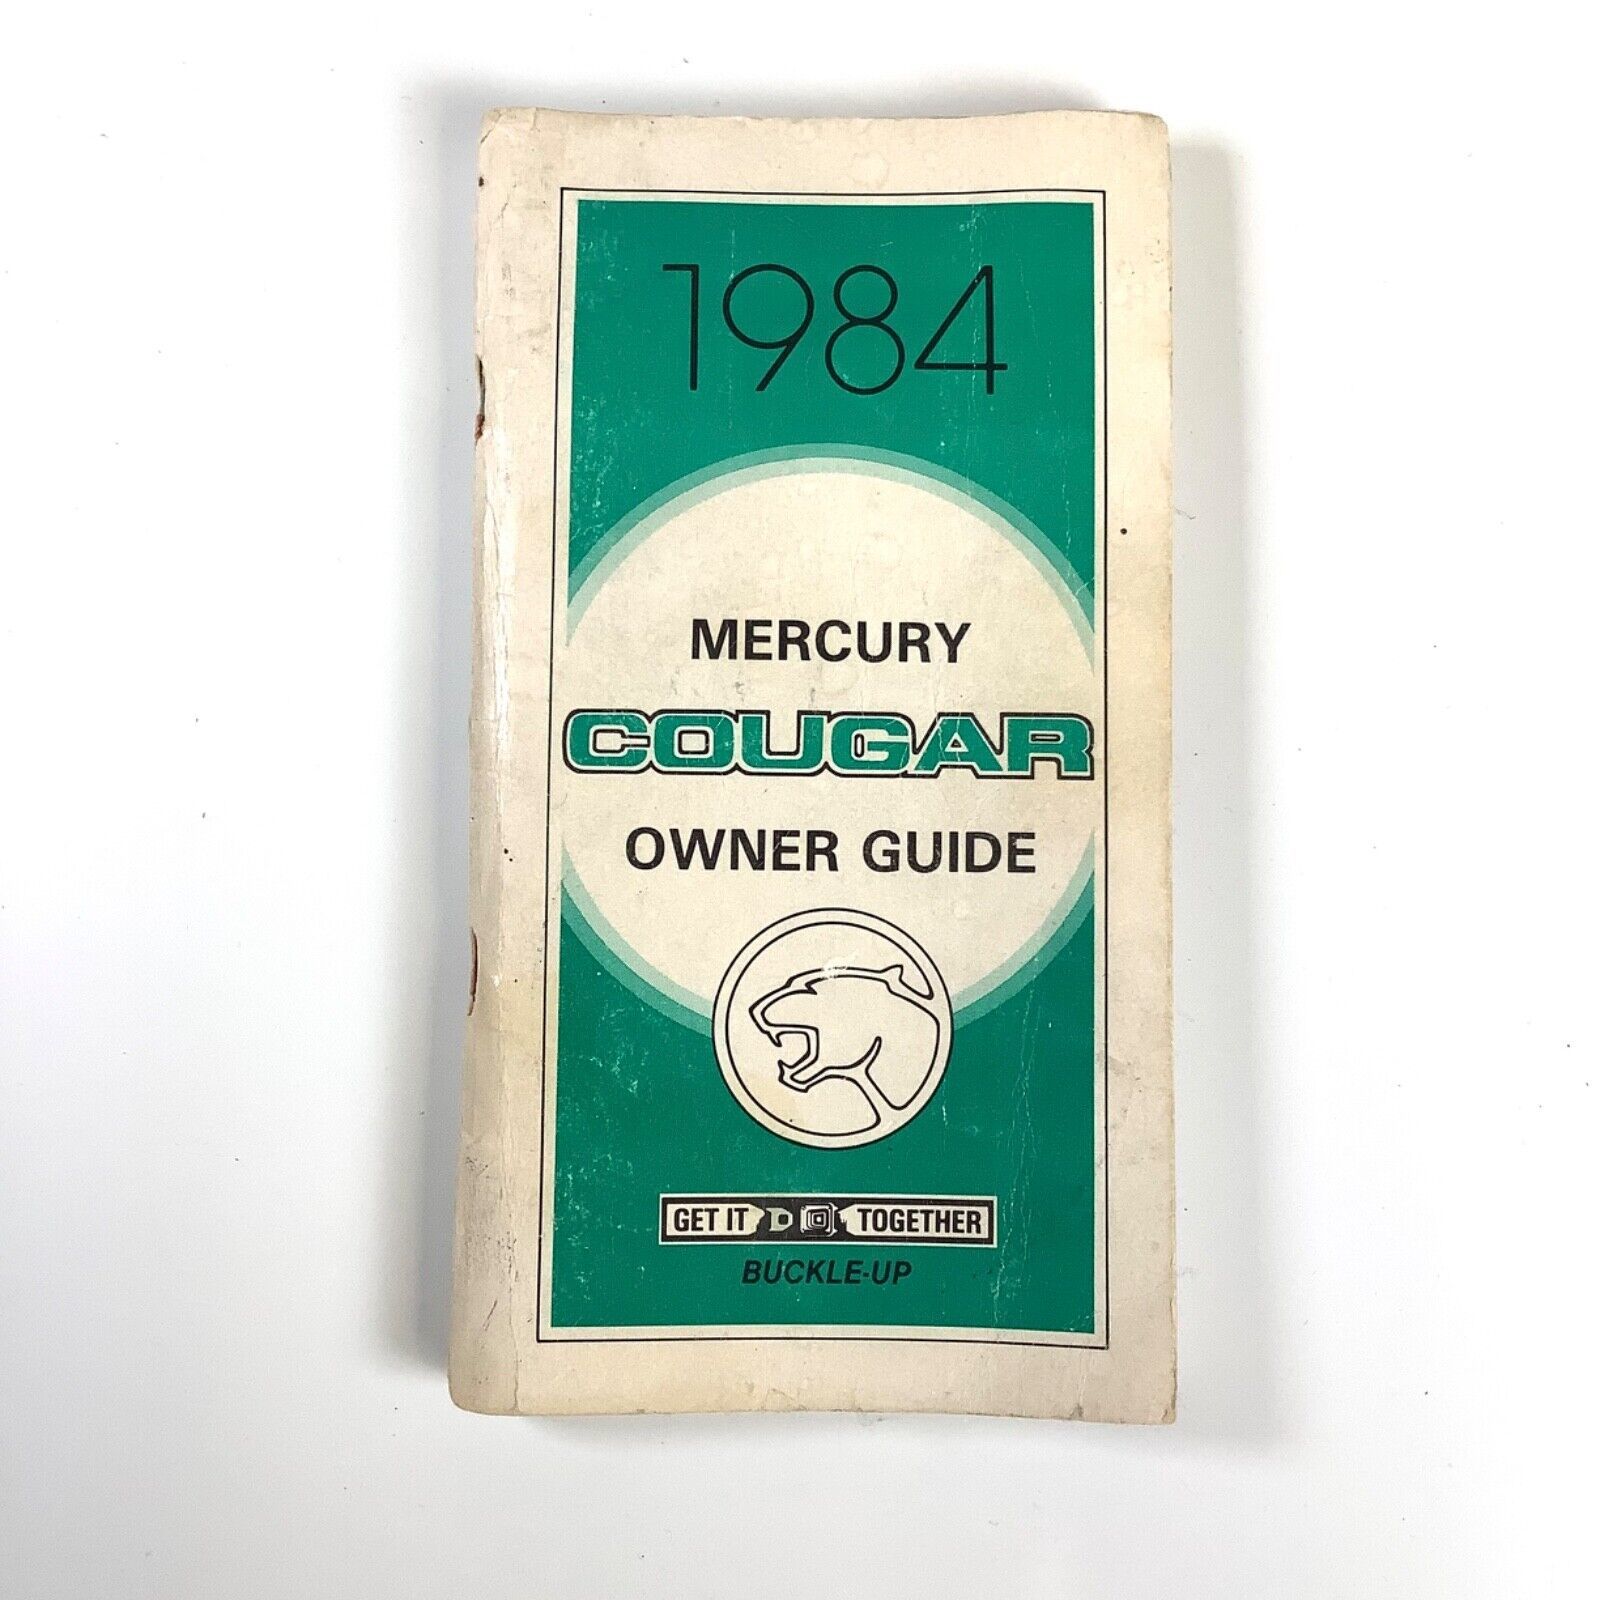 1984
MERCURY
COUGAR
OWNER GUIDE
GET IT TOGETHER
BUCKLE-UP